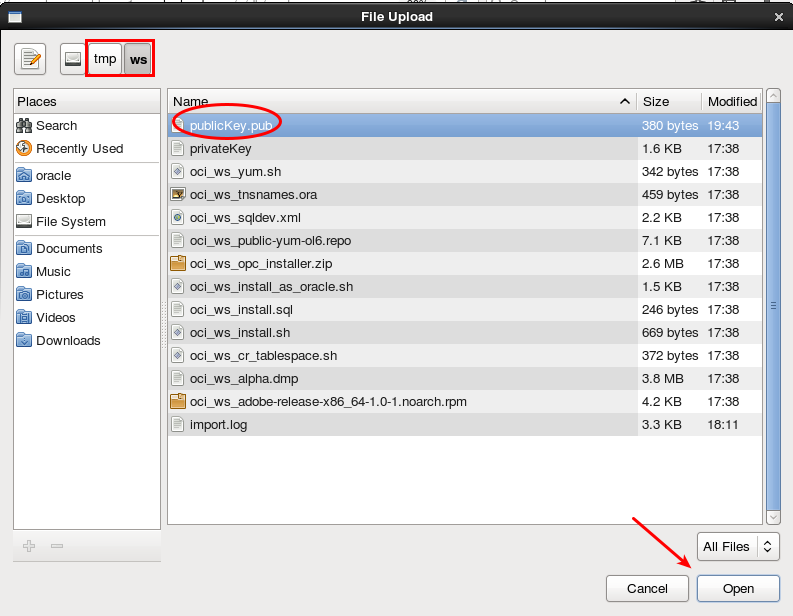 File Upload
tmp ws
Places
Search
Recently Used
oracle
Desktop
File System
Documents
Music
Pictures
Videos
Downloads
Name Size Modified
publicKey.pub 380 bytes 19:43
privateKey 1.6 KB 17:38
oci_ws_yum.sh 342 bytes 17:38
oci_ws_tnsnames.ora 459 bytes 17:38
oci_ws_sqldev.xml 2.2 KB 17:38
oci_ws_public-yum-ol6.repo 7.1 KB 17:38
oci_ws_opc_installer.zip 2.6 MB 17:38
oci_ws_install_as_oracle.sh 1.5 KB 17:38
oci_ws_install.sql 246 bytes 17:38
oci_ws_install.sh 669 bytes 17:38
oci_ws_cr_tablespace.sh 372 bytes 17:38
oci_ws_alpha.dmp 3.8 MB 17:38
oci_ws_adobe-release-x86_64-1.0-1.noarch.rpm 4.2 KB 17:38
import.log 3.3 KB 18:11
All Files
Cancel Open